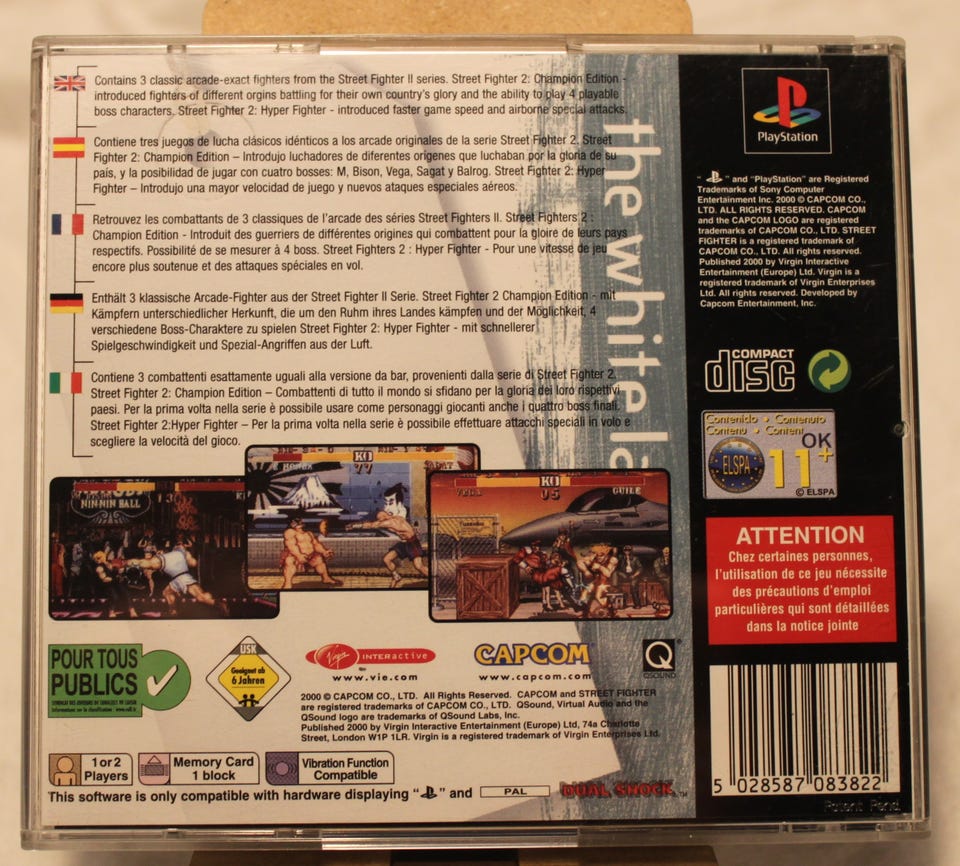 Contains 3 classic arcade-exact fighters from the Street Fighter II series. Street Fighter 2: Champion Edition -
introduced fighters of different orgins battling for their own country's glory and the ability to play 4 playable
boss characters. Street Fighter 2: Hyper Fighter - introduced faster game speed and airborne special attacks.
Contiene tres juegos de lucha clásicos idénticos a los arcade originales de la serie Street Fighter 2. Street
Fighter 2: Champion Edition – Introdujo luchadores de diferentes orígenes que luchaban por la gloria de su
país, y la posibilidad de jugar con cuatro bosses: M, Bison, Vega, Sagat y Balrog. Street Fighter 2: Hyper
Fighter – Introdujo una mayor velocidad de juego y nuevos ataques especiales aéreos.
Retrouvez les combattants de 3 classiques de l'arcade des séries Street Fighters II. Street Fighters 2 :
Champion Edition - Introduit des guerriers de différentes origines qui combattent pour la gloire de leurs pays
respectifs. Possibilité de se mesurer à 4 boss. Street Fighters 2 : Hyper Fighter - Pour une vitesse de jeu
encore plus soutenue et des attaques spéciales en vol.
Enthält 3 klassische Arcade-Fighter aus der Street Fighter II Serie. Street Fighter 2 Champion Edition - mit
Kämpfern unterschiedlicher Herkunft, die um den Ruhm ihres Landes kämpfen und der Möglichkeit, 4
verschiedene Boss-Charaktere zu spielen Street Fighter 2: Hyper Fighter - mit schnellerer
Spielgeschwindigkeit und Spezial-Angriffen aus der Luft.
Contiene 3 combattenti esattamente uguali alla versione da bar, provenienti dalla serie di Street Fighter 2.
Street Fighter 2: Champion Edition – Combattenti di tutto il mondo si sfidano per la gloria dei loro rispettivi
paesi. Per la prima volta nella serie è possibile usare come personaggi giocanti anche i quattro boss finali.
Street Fighter 2:Hyper Fighter – Per la prima volta nella serie è possibile effettuare attacchi speciali in volo e
scegliere la velocità del gioco.
the white
PlayStation
" " and "PlayStation" are Registered
Trademarks of Sony Computer
Entertainment Inc. 2000 © CAPCOM CO.,
LTD. ALL RIGHTS RESERVED. CAPCOM
and the CAPCOM LOGO are registered
trademarks of CAPCOM CO., LTD. STREET
FIGHTER is a registered trademark of
CAPCOM CO., LTD. All rights reserved.
Published 2000 by Virgin Interactive
Entertainment (Europe) Ltd. Virgin is a
registered trademark of Virgin Enterprises
Ltd. All rights reserved. Developed by
Capcom Entertainment, Inc.
COMPACT
disc
Contenido • Contenuto
Contenu • Content
ELSPA
11+
OK
© ELSPA
ATTENTION
Chez certaines personnes,
l'utilisation de ce jeu nécessite
des précautions d'emploi
particulières qui sont détaillées
dans la notice jointe
NIN-NIN HALL
KO
77
KO
VEGA
05
GUILE
POUR TOUS
PUBLICS
USK
Geeignet ab
6 Jahren
Virgin INTERactive
www.vie.com
CAPCOM
www.capcom.com
Q
QSOUND
2000 © CAPCOM CO., LTD. All Rights Reserved. CAPCOM and STREET FIGHTER
are registered trademarks of CAPCOM CO., LTD. QSound, Virtual Audio and the
QSound logo are trademarks of QSound Labs, Inc.
Published 2000 by Virgin Interactive Entertainment (Europe) Ltd, 74a Charlotte
Street, London W1P 1LR. Virgin is a registered trademark of Virgin Enterprises Ltd.
1 or 2
Players
Memory Card
1 block
Vibration Function
Compatible
This software is only compatible with hardware displaying " " and PAL DUAL SHOCK™
5 028587 083822
Patent Pend